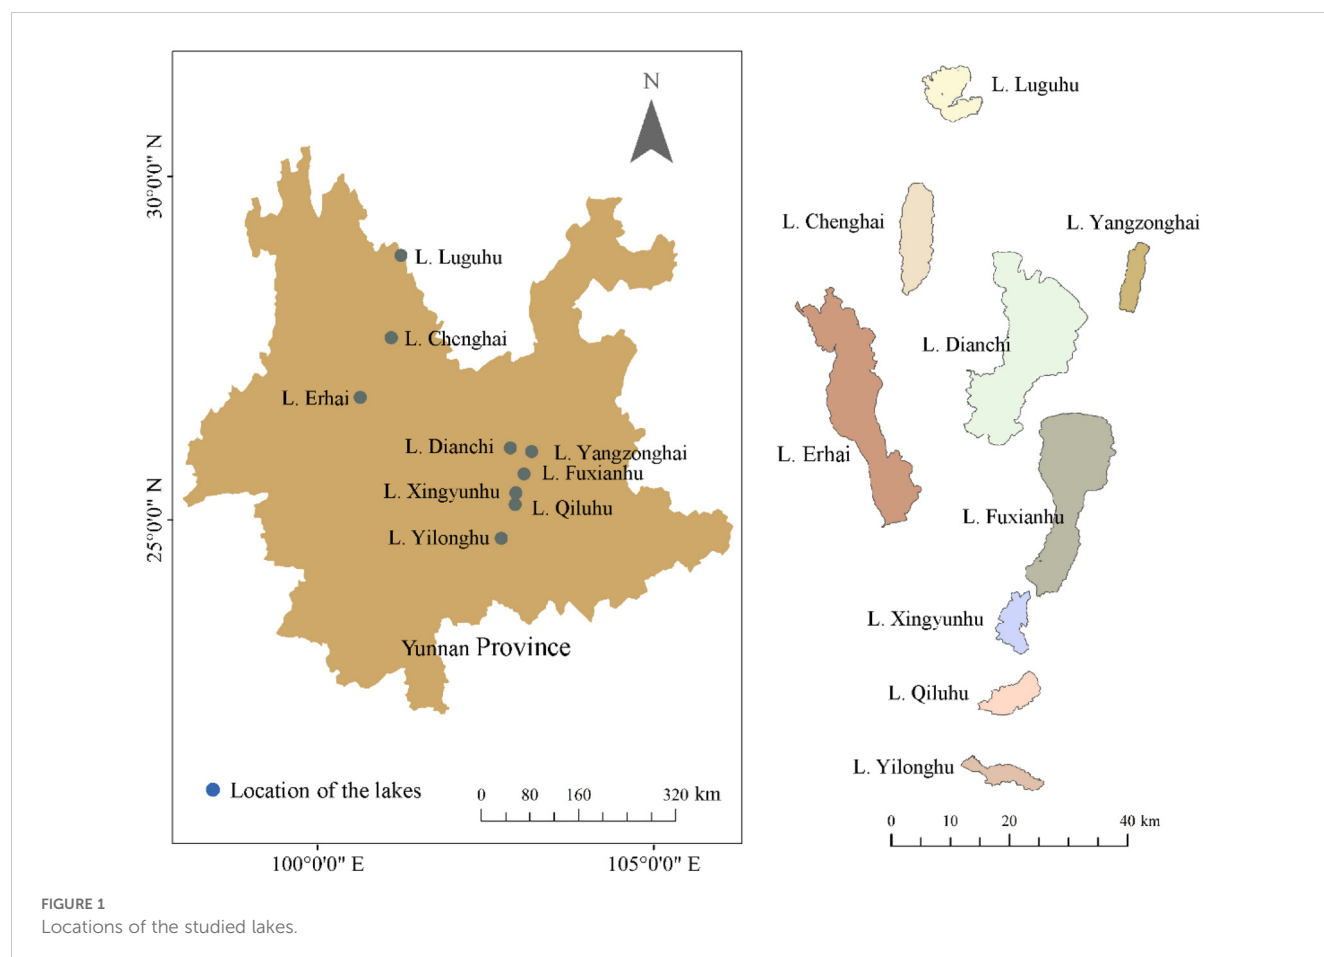 N
30°0'0" N
25°0'0" N
L. Luguhu
L. Chenghai
L. Erhai
L. Dianchi
L. Yangzonghai
L. Fuxianhu
L. Xingyunhu
L. Qiluhu
L. Yilonghu
Yunnan Province
Location of the lakes
0 80 160 320 km
100°0'0" E 105°0'0" E
L. Luguhu
L. Chenghai
L. Yangzonghai
L. Dianchi
L. Erhai
L. Fuxianhu
L. Xingyunhu
L. Qiluhu
L. Yilonghu
0 10 20 40 km
FIGURE 1
Locations of the studied lakes.